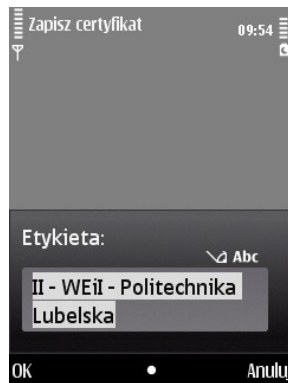 Zapisz certyfikat
09:54
Etykieta:
Abc
II - WEiI - Politechnika
Lubelska
OK
Anuluj